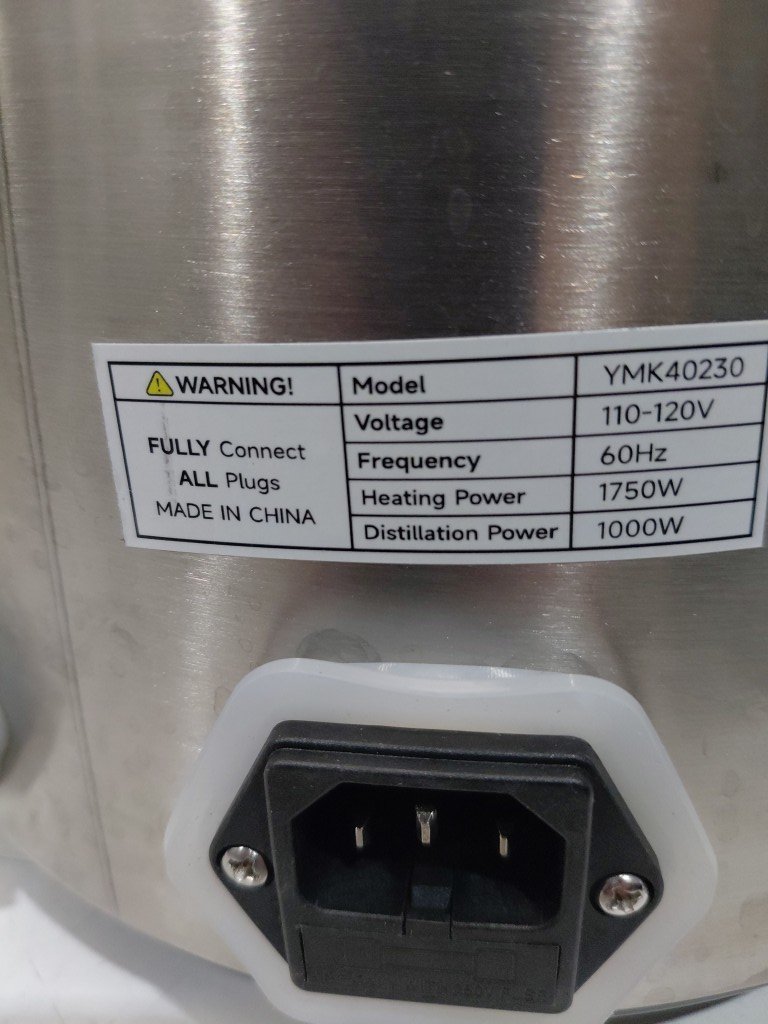 WARNING!
FULLY Connect
ALL Plugs
MADE IN CHINA
Model YMK40230
Voltage 110-120V
Frequency 60Hz
Heating Power 1750W
Distillation Power 1000W